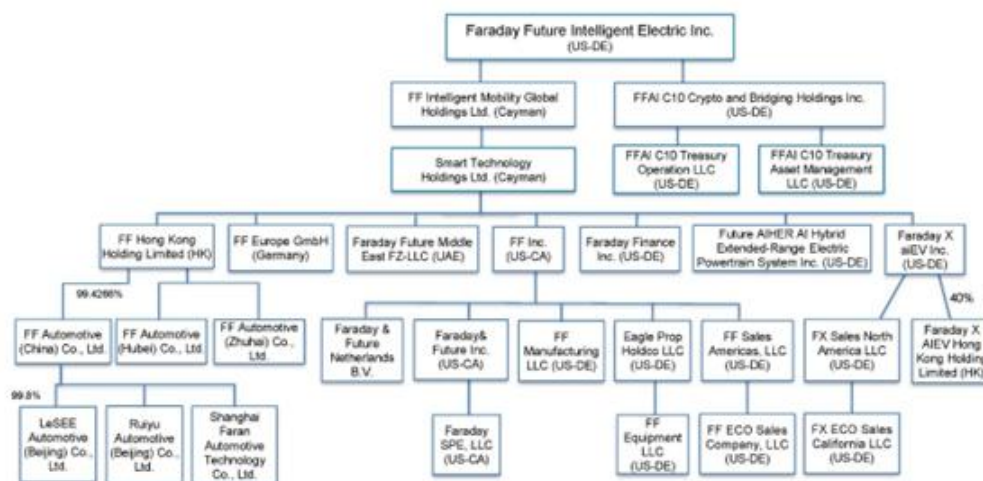 Faraday Future Intelligent Electric Inc.
(US-DE)
FF Intelligent Mobility Global
Holdings Ltd. (Cayman)
FFAI C10 Crypto and Bridging Holdings Inc.
(US-DE)
Smart Technology
Holdings Ltd. (Cayman)
FFAI C10 Treasury
Operation LLC
(US-DE)
FFAI C10 Treasury
Asset Management
LLC (US-DE)
FF Hong Kong
Holding Limited (HK)
FF Europe GmbH
(Germany)
Faraday Future Middle
East FZ-LLC (UAE)
FF Inc.
(US-CA)
Faraday Finance
Inc. (US-DE)
Future AIHER AI Hybrid
Extended-Range Electric
Powertrain System Inc. (US-DE)
Faraday X
aiEV Inc.
(US-DE)
99.4266%
40%
FF Automotive
(China) Co., Ltd.
FF Automotive
(Hubei) Co., Ltd.
FF Automotive
(Zhuhai) Co.,
Ltd.
Faraday &
Future
Netherlands
B.V.
Faraday&
Future Inc.
(US-CA)
FF
Manufacturing
LLC (US-DE)
Eagle Prop
Holdco LLC
(US-DE)
FF Sales
Americas, LLC
(US-DE)
FX Sales North
America LLC
(US-DE)
Faraday X
AIEV Hong
Kong Holding
Limited (HK)
99.8%
LeSEE
Automotive
(Beijing) Co.,
Ltd.
Ruiyu
Automotive
(Beijing) Co.,
Ltd.
Shanghai
Faran
Automotive
Technology
Co., Ltd.
Faraday
SPE, LLC
(US-CA)
FF
Equipment
LLC
(US-DE)
FF ECO Sales
Company, LLC
(US-DE)
FX ECO Sales
California LLC
(US-DE)